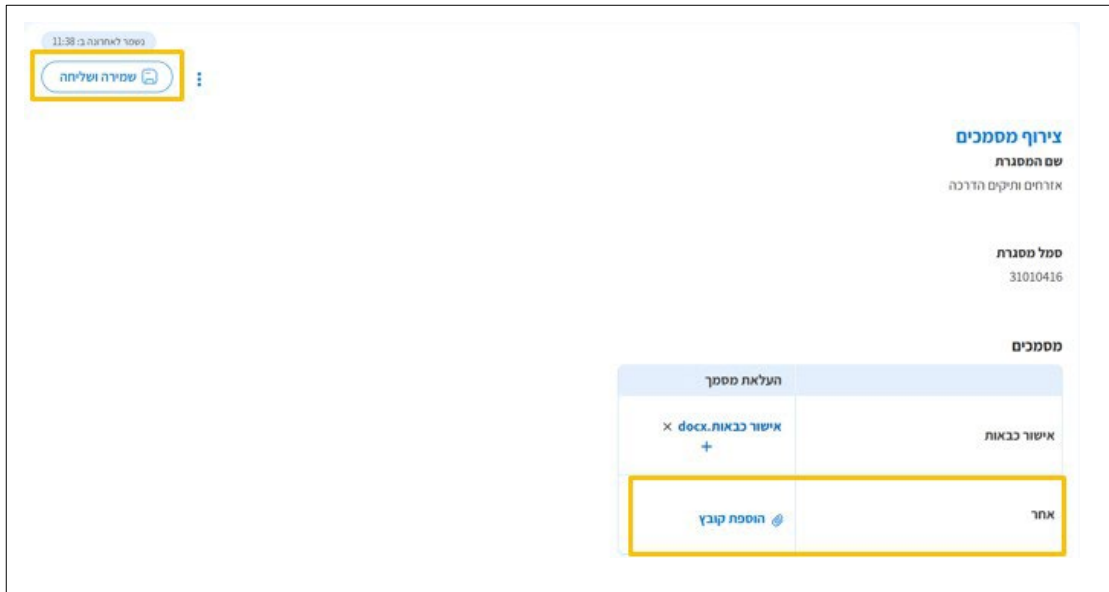 נשמר לאחרונה ב: 11:38
שמירה ושליחה
צירוף מסמכים
שם המסגרת
אזרחים ותיקים הדרכה
סמל מסגרת
31010416
מסמכים
העלאת מסמך
אישור כבאות
אישור כבאות.docx ×
+
אחר
הוספת קובץ